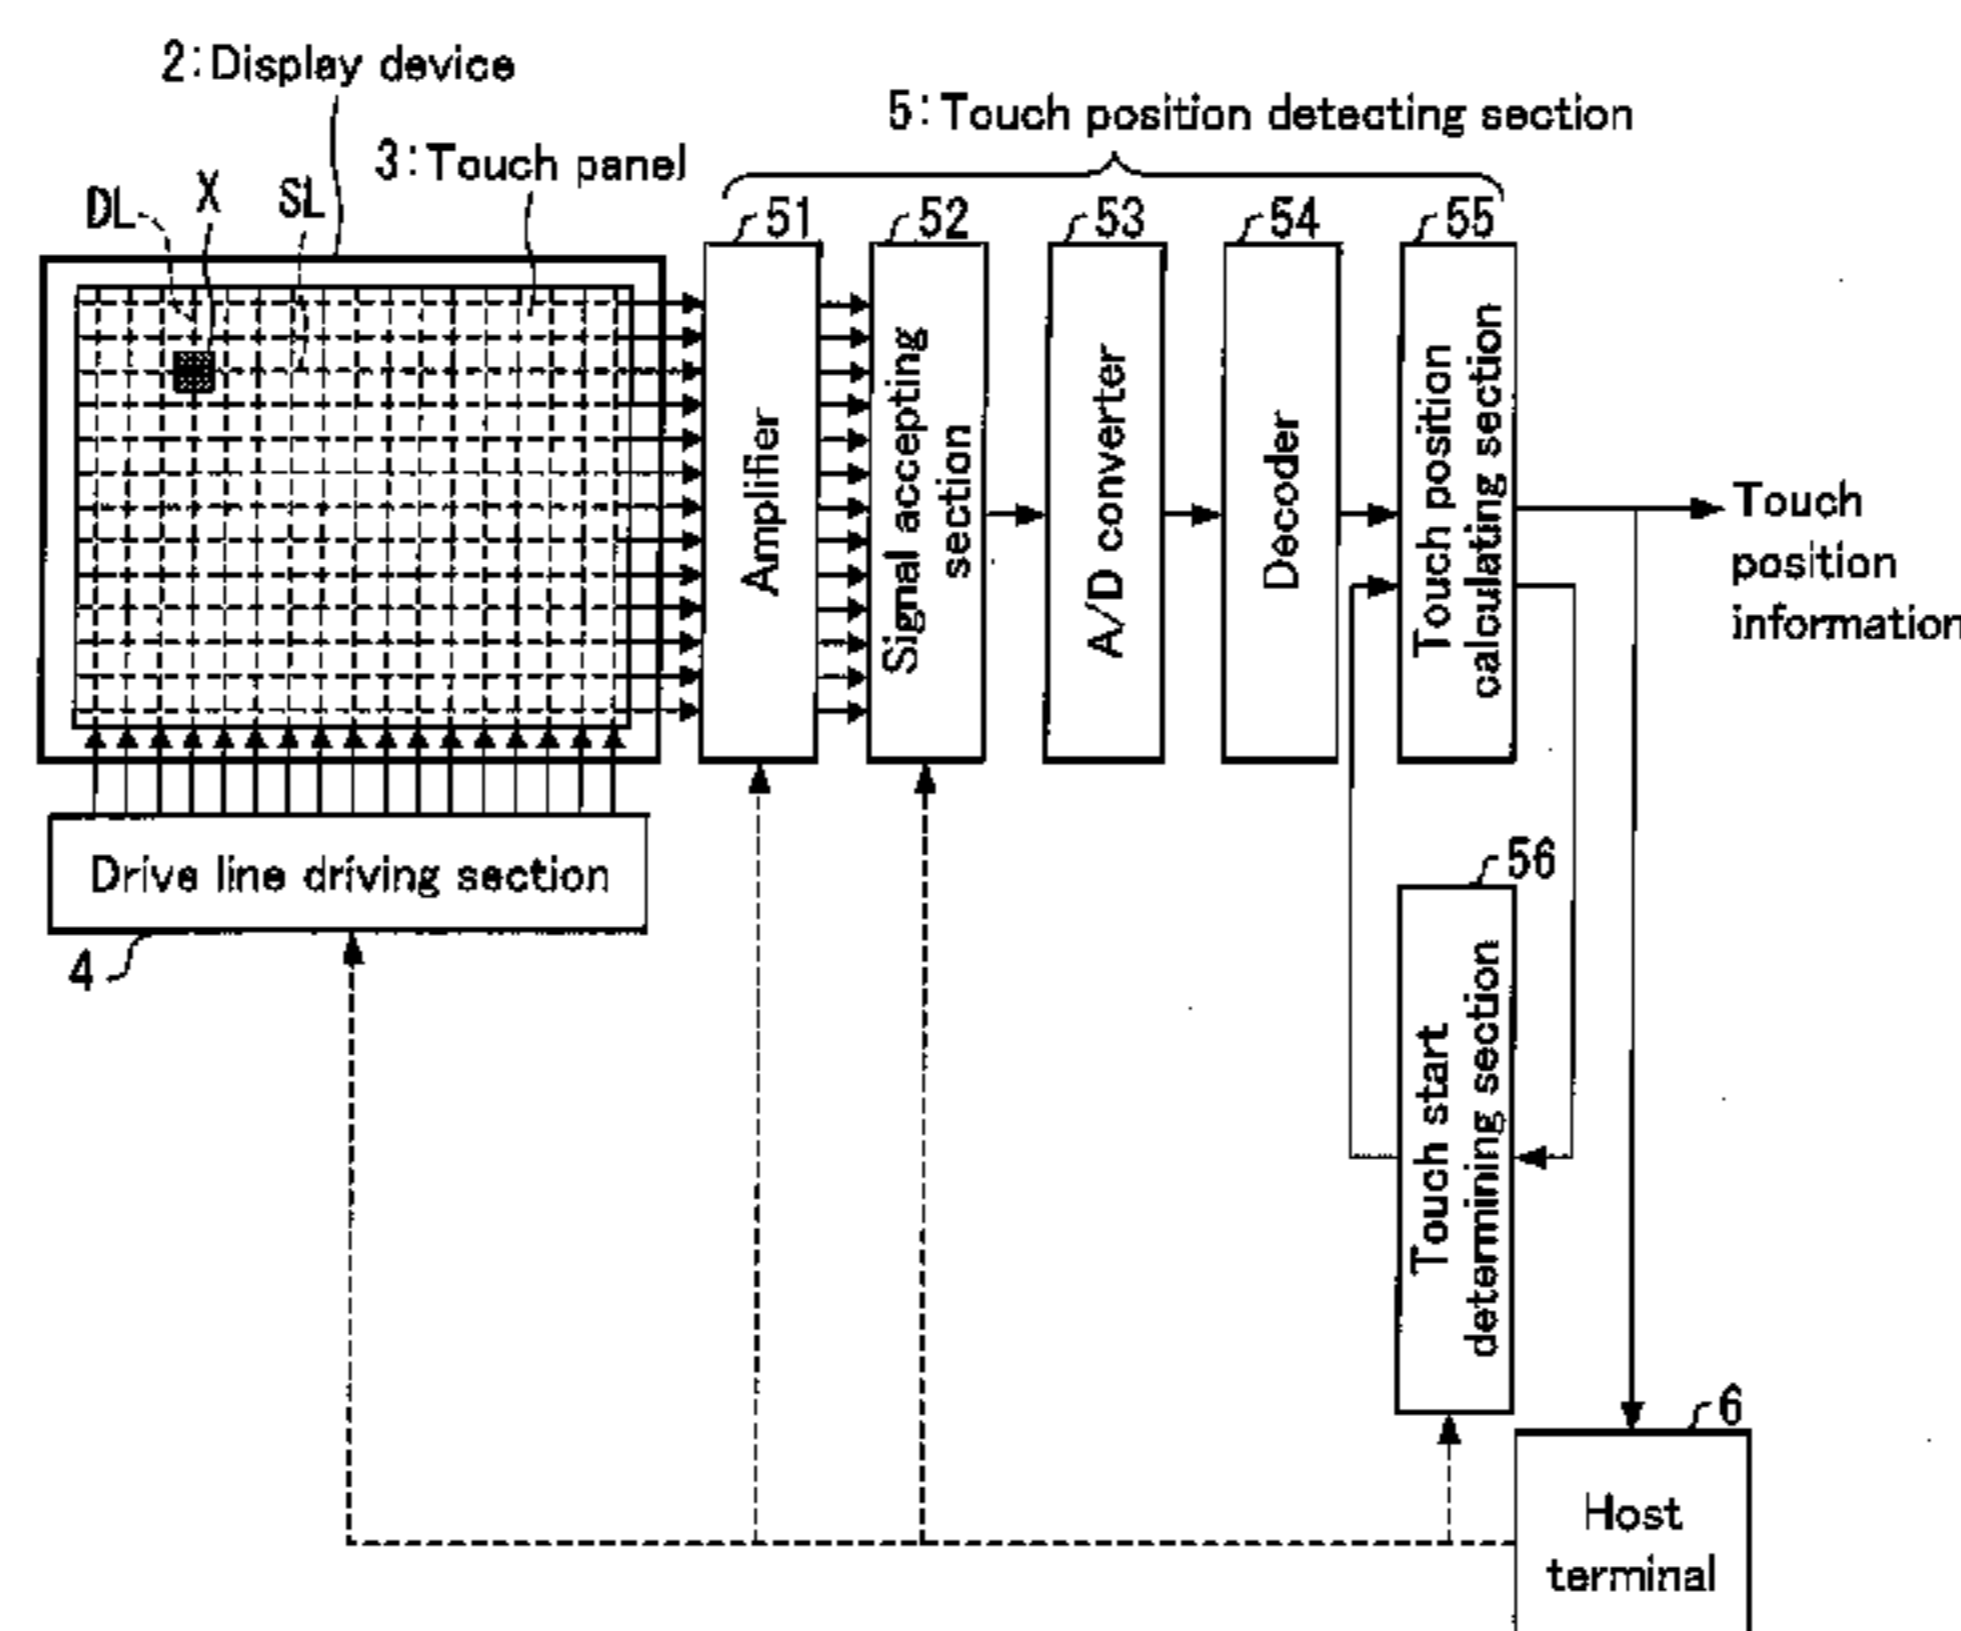 2:Display device
5:Touch position detecting section
3:Touch panel
DL
X
SL
51
52
53
54
55
Amplifier
Signal accepting
section
A/D converter
Decoder
Touch position
calculating section
Touch
position
information
Drive line driving section
4
56
Touch start
determining section
6
Host
terminal